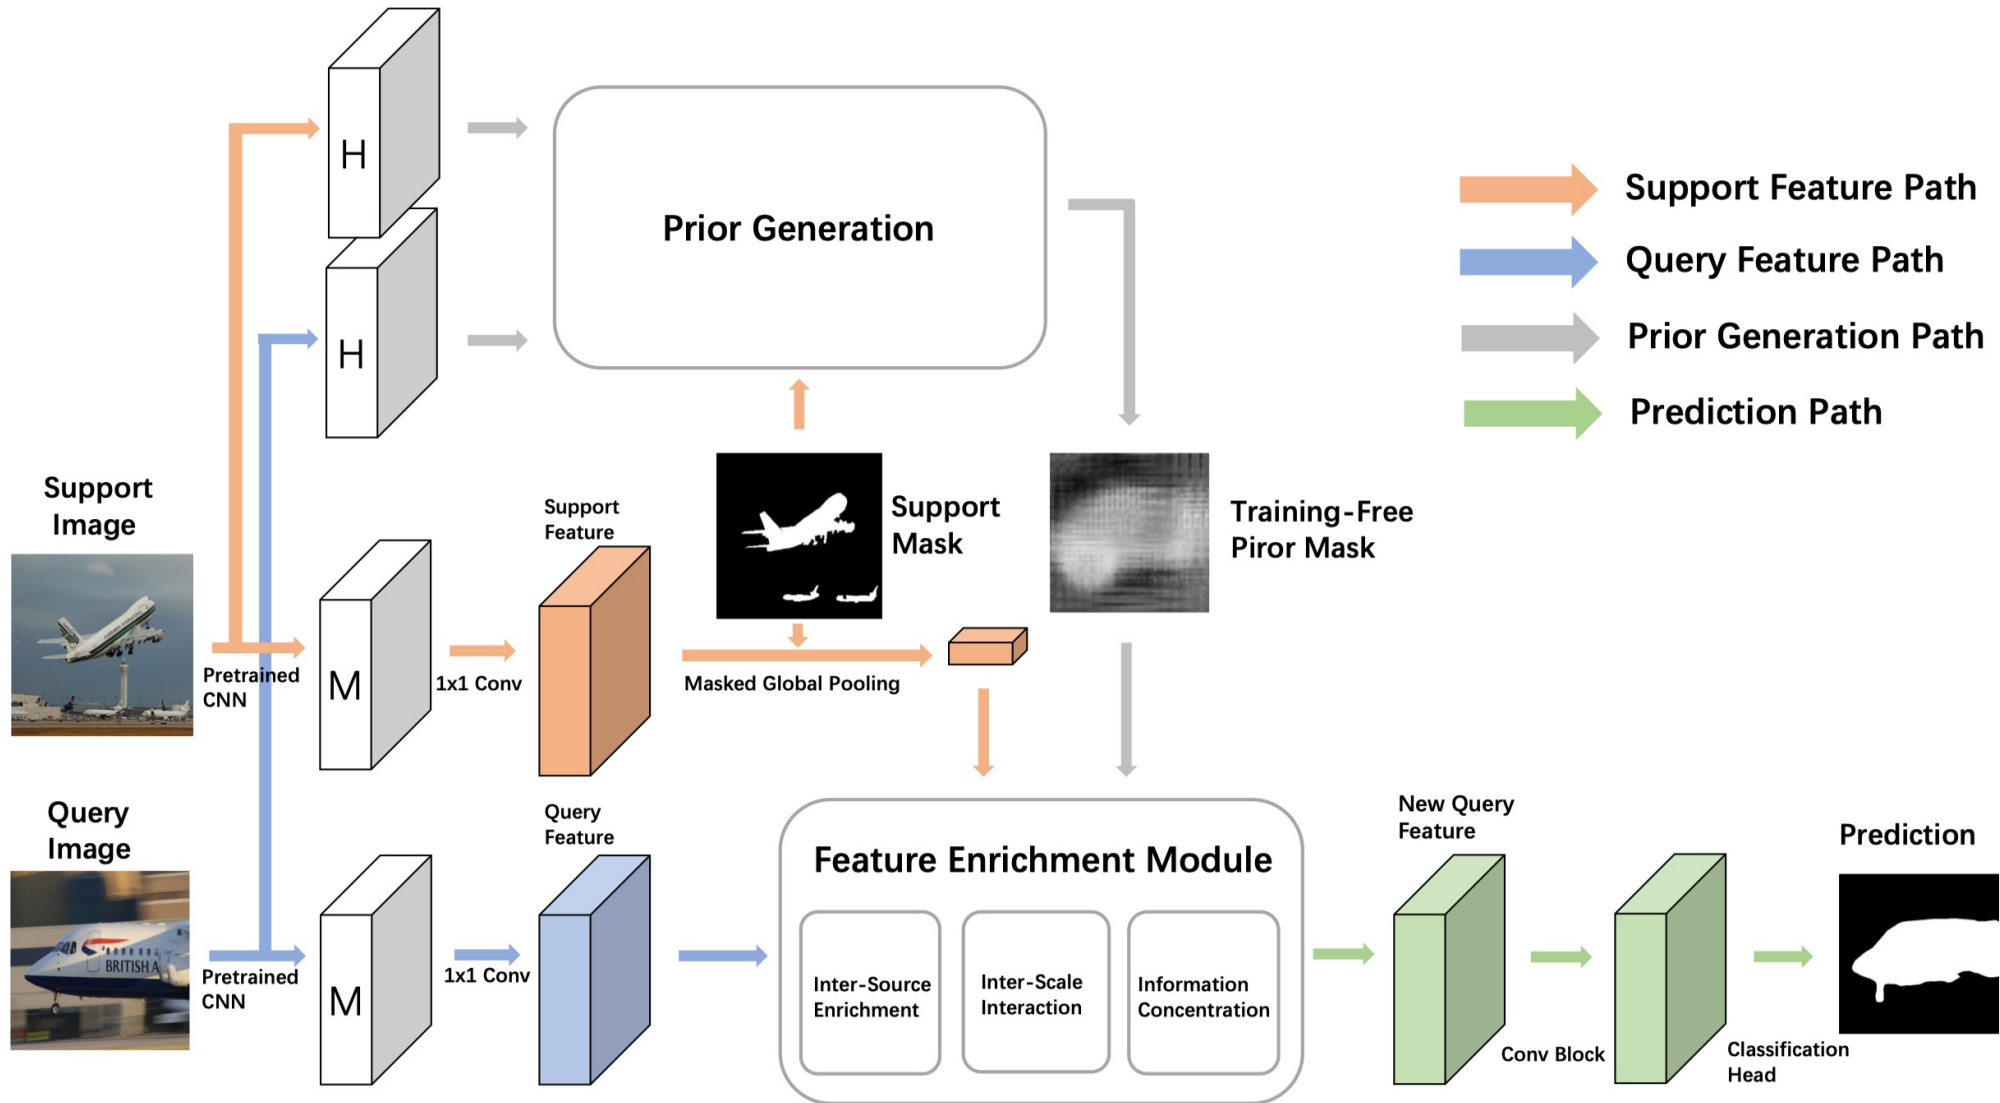 H
Prior Generation
H
Support Feature Path
Query Feature Path
Prior Generation Path
Prediction Path
Support
Image
Pretrained
CNN
M
1x1 Conv
Support
Feature
Support
Mask
Masked Global Pooling
Training-Free
Piror Mask
Query
Image
BRITISH A
Pretrained
CNN
M
1x1 Conv
Query
Feature
Feature Enrichment Module
Inter-Source
Enrichment
Inter-Scale
Interaction
Information
Concentration
New Query
Feature
Conv Block
Classification
Head
Prediction